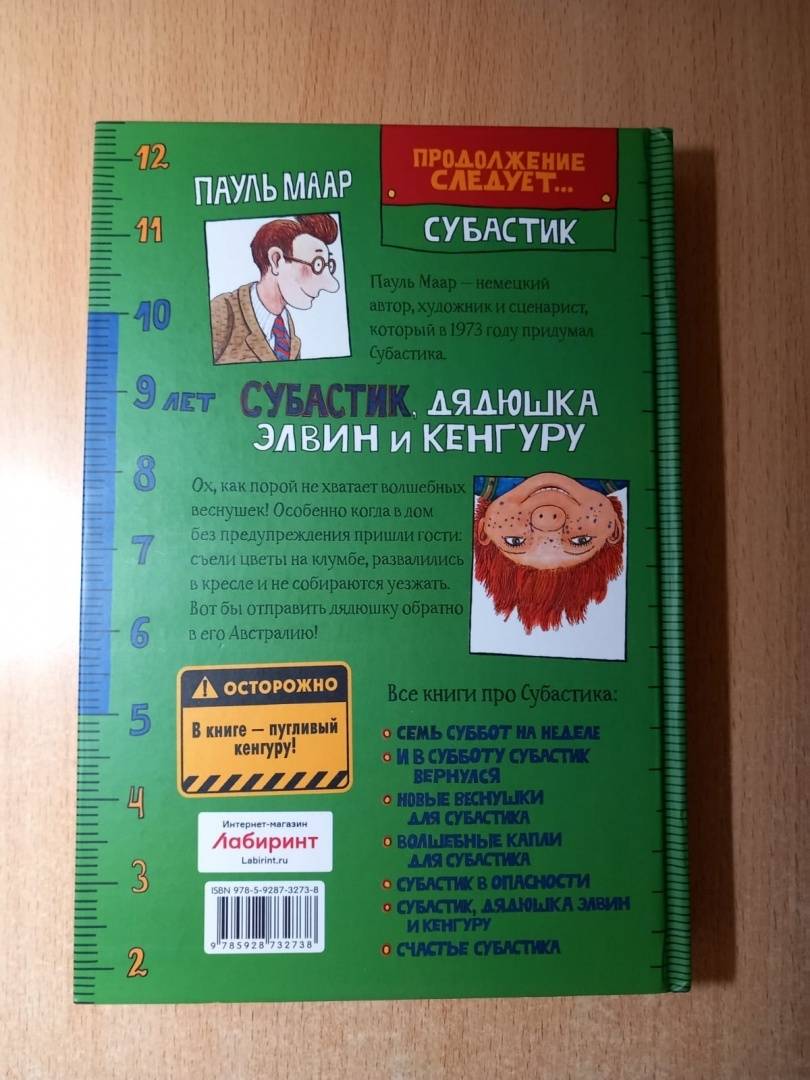 12
11
10
9 ЛЕТ
8
7
6
5
4
3
2
ПАУЛЬ МААР
ПРОДОЛЖЕНИЕ
СЛЕДУЕТ...
СУБАСТИК
Пауль Маар – немецкий
автор, художник и сценарист,
который в 1973 году придумал
Субастика.
СУБАСТИК, ДЯДЮШКА
ЭЛВИН И КЕНГУРУ
Ох, как порой не хватает волшебных
веснушек! Особенно когда в дом
без предупреждения пришли гости:
съели цветы на клумбе, развалились
в кресле и не собираются уезжать.
Вот бы отправить дядюшку обратно
в его Австралию!
ОСТОРОЖНО
В книге — пугливый
кенгуру!
Интернет-магазин
Лабиринт
Labirint.ru
ISBN 978-5-9287-3273-8
9 785928 732738
Все книги про Субастика:
СЕМЬ СУББОТ НА НЕДЕЛЕ
И В СУББОТУ СУБАСТИК
ВЕРНУЛСЯ
НОВЫЕ ВЕСНУШКИ
ДЛЯ СУБАСТИКА
ВОЛШЕБНЫЕ КАПЛИ
ДЛЯ СУБАСТИКА
СУБАСТИК В ОПАСНОСТИ
СУБАСТИК, ДЯДЮШКА ЭЛВИН
И КЕНГУРУ
СЧАСТЬЕ СУБАСТИКА